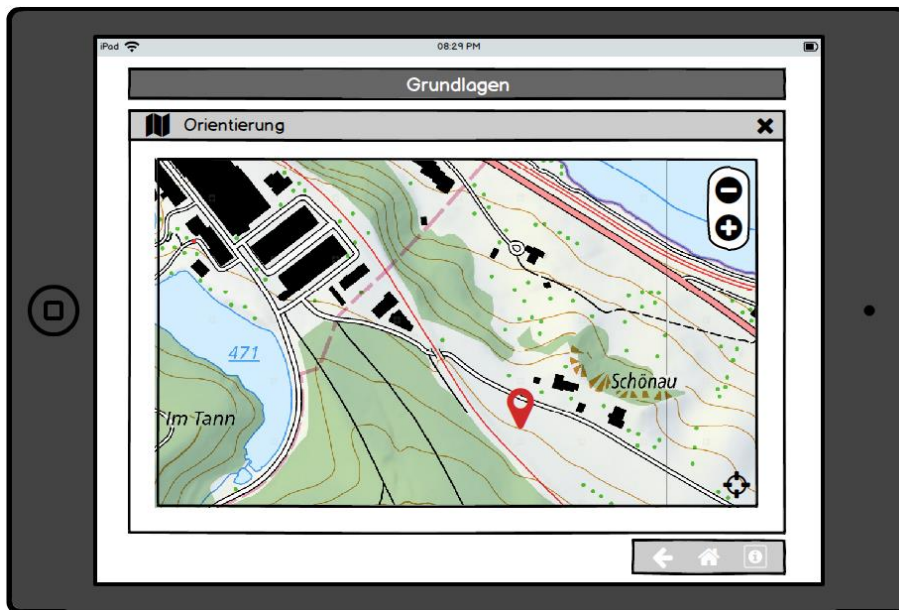 iPad
08:29 PM
Grundlagen
Orientierung
471
Schönau
Im Tann